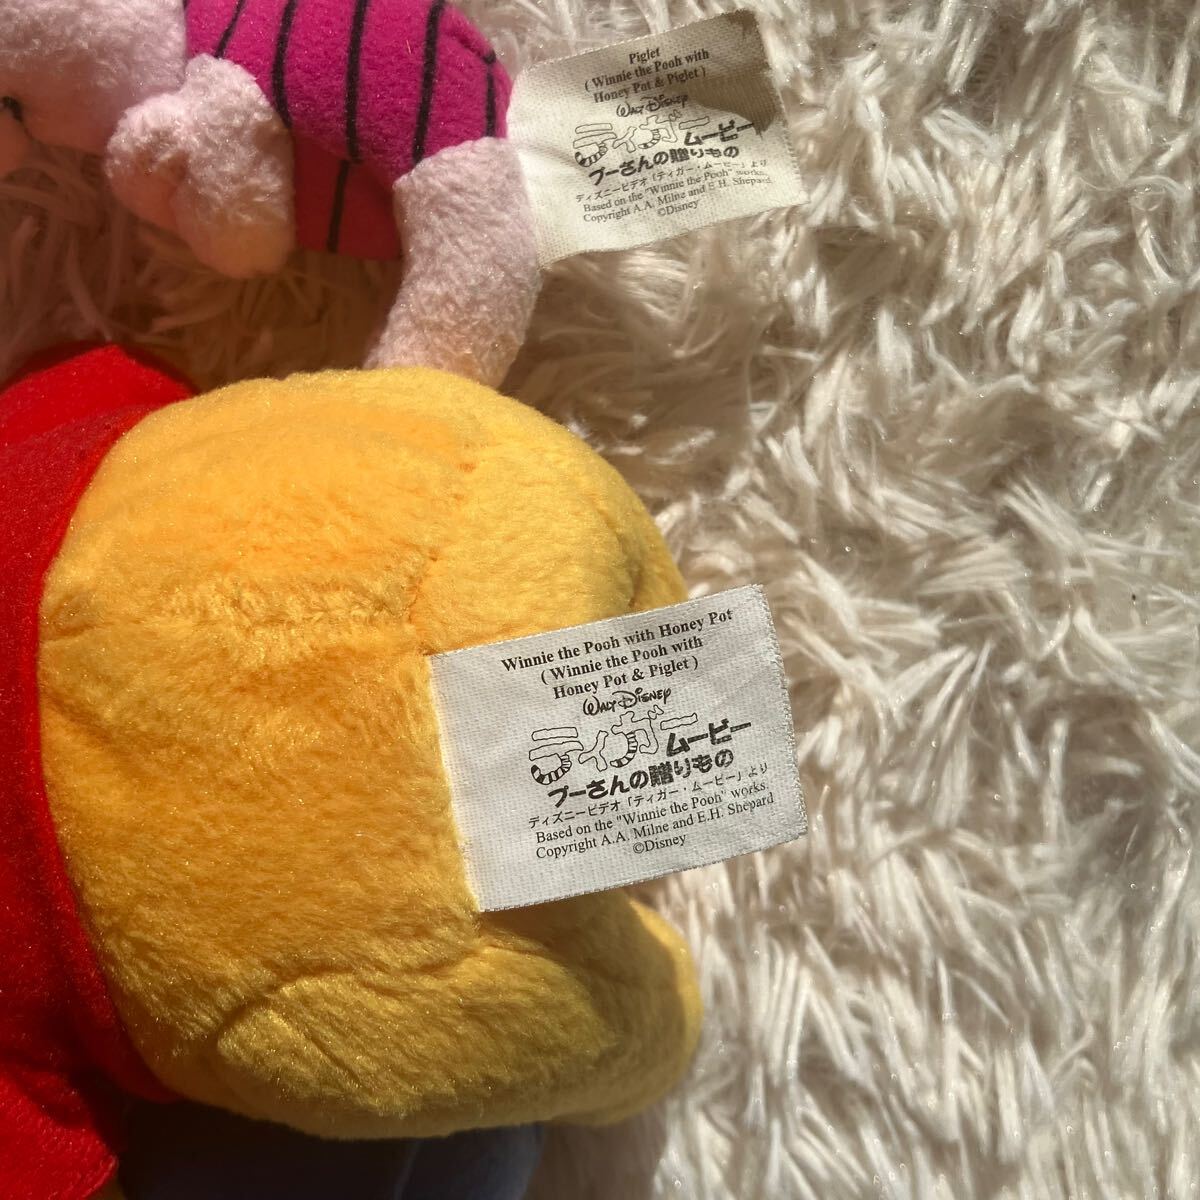 Piglet
( Winnie the Pooh with
Honey Pot & Piglet )
WALT DISNEY
ティガームービー
プーさんの贈りもの
ディズニービデオ「ティガー・ムービー」より
Based on the "Winnie the Pooh" works.
Copyright A.A. Milne and E.H. Shepard
©Disney
Winnie the Pooh with Honey Pot
( Winnie the Pooh with
Honey Pot & Piglet )
WALT DISNEY
ティガームービー
プーさんの贈りもの
ディズニービデオ「ティガー・ムービー」より
Based on the "Winnie the Pooh" works.
Copyright A.A. Milne and E.H. Shepard
©Disney